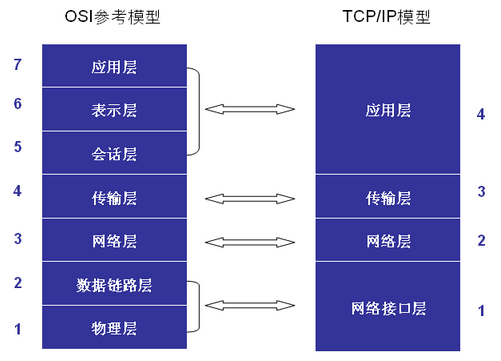 OSI参考模型
TCP/IP模型
7
应用层
6
表示层
5
会话层
4
传输层
3
网络层
2
数据链路层
1
物理层
应用层
4
传输层
3
网络层
2
网络接口层
1